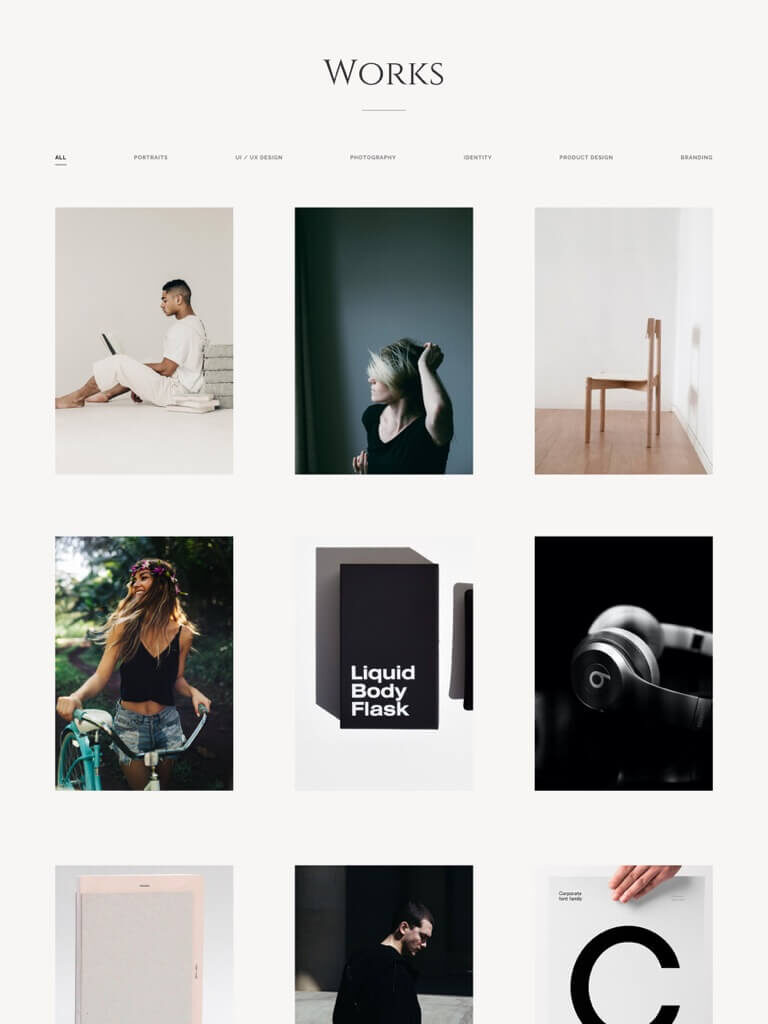 Works
ALL
PORTRAITS
UI / UX DESIGN
PHOTOGRAPHY
IDENTITY
PRODUCT DESIGN
BRANDING
Liquid
Body
Flask
b
Corporate
font family
C